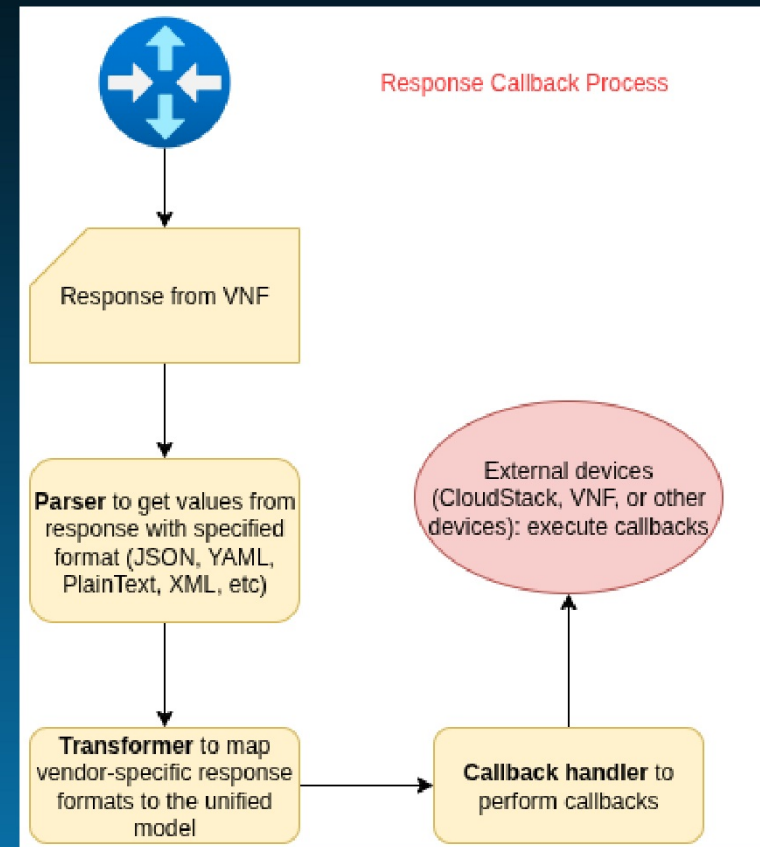 Response Callback Process
Response from VNF
Parser to get values from
response with specified
format (JSON, YAML,
PlainText, XML, etc)
External devices
(CloudStack, VNF, or other
devices): execute callbacks
Transformer to map
vendor-specific response
formats to the unified
model
Callback handler to
perform callbacks